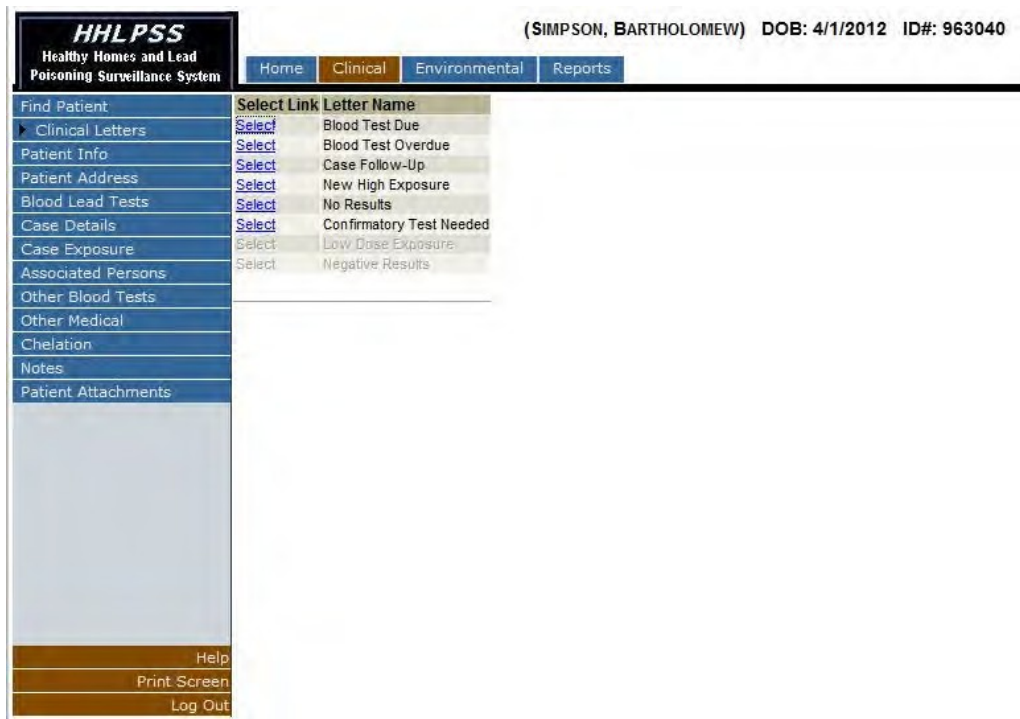 HHLPSS
Healthy Homes and Lead
Poisoning Surveillance System
(SIMPSON, BARTHOLOMEW) DOB: 4/1/2012 ID#: 963040
Home Clinical Environmental Reports
Find Patient
Clinical Letters
Patient Info
Patient Address
Blood Lead Tests
Case Details
Case Exposure
Associated Persons
Other Blood Tests
Other Medical
Chelation
Notes
Patient Attachments
Select Link Letter Name
Select Blood Test Due
Select Blood Test Overdue
Select Case Follow-Up
Select New High Exposure
Select No Results
Select Confirmatory Test Needed
Select Low Dose Exposure
Select Negative Results
Help
Print Screen
Log Out